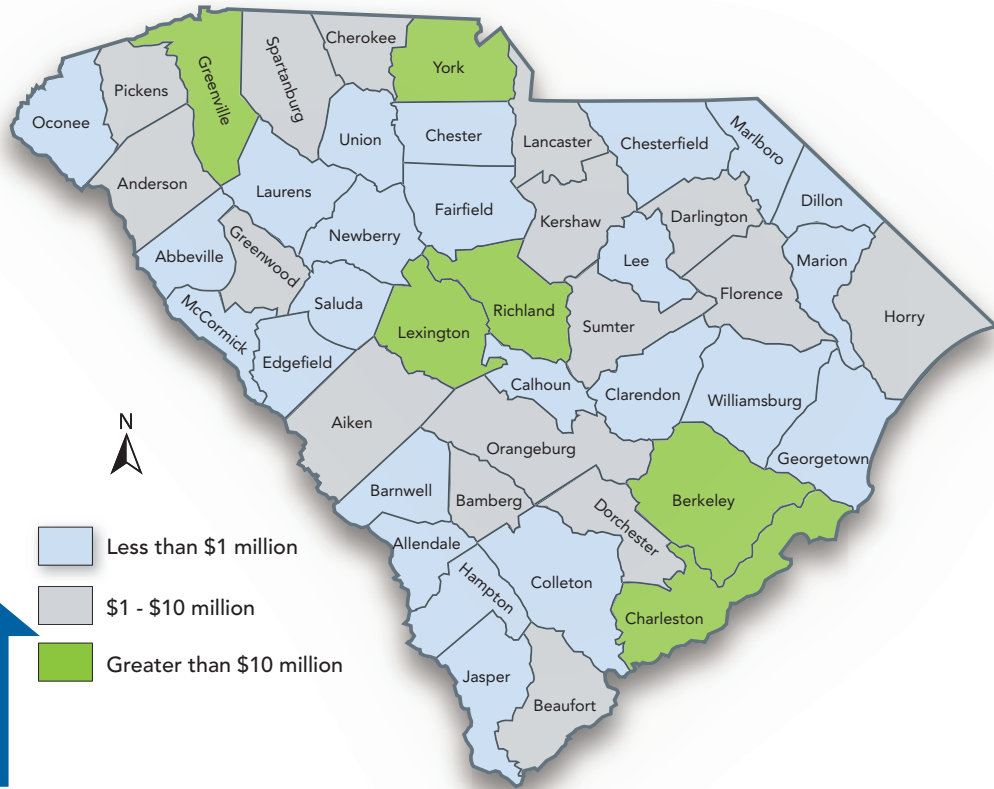 Cherokee
York
Spartanburg
Greenville
Pickens
Oconee
Union
Chester
Lancaster
Chesterfield
Marlboro
Anderson
Laurens
Fairfield
Kershaw
Darlington
Dillon
Abbeville
Greenwood
Newberry
Lee
Marion
Saluda
Richland
Florence
McCormick
Lexington
Sumter
Horry
Edgefield
Calhoun
Clarendon
Williamsburg
Aiken
Orangeburg
Georgetown
Barnwell
Bamberg
Berkeley
Dorchester
Allendale
Hampton
Colleton
Charleston
Jasper
Beaufort
N
Less than $1 million
$1 - $10 million
Greater than $10 million